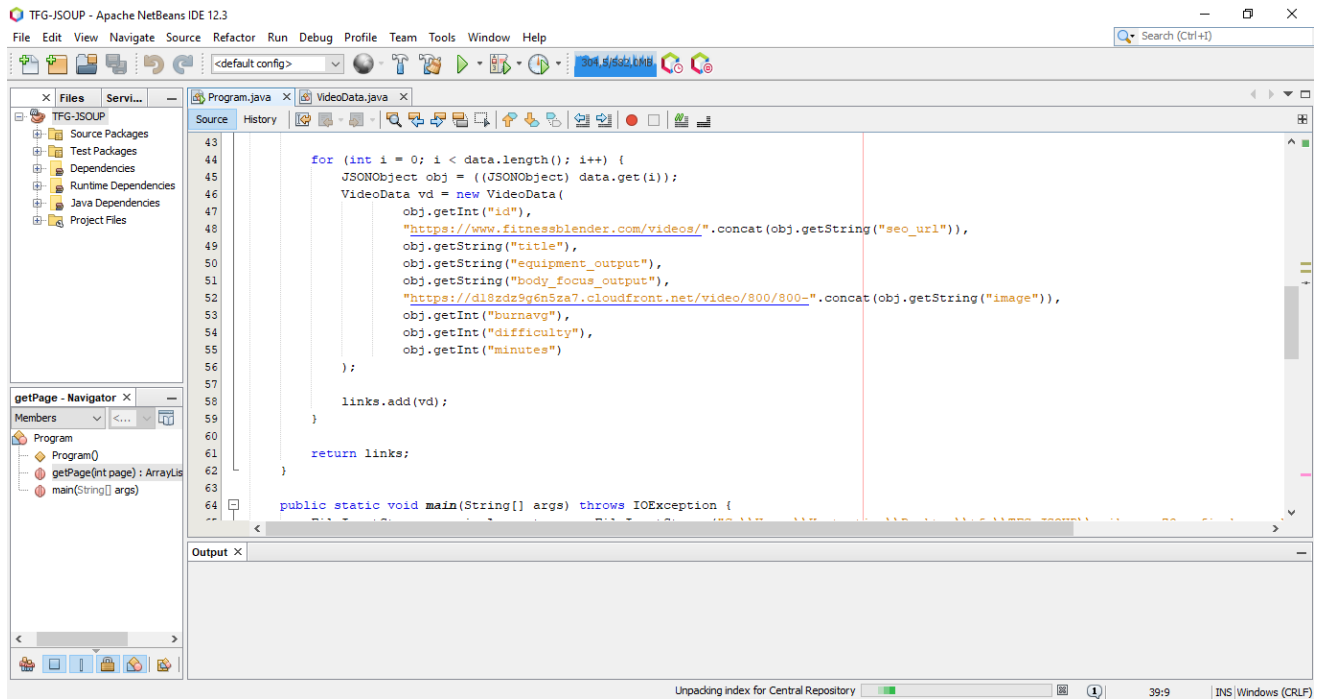 TFG-JSOUP - Apache NetBeans IDE 12.3
File Edit View Navigate Source Refactor Run Debug Profile Team Tools Window Help
Search (Ctrl+I)
<default config>
304,5/592,0MB
Files Servi...
Program.java VideoData.java
TFG-JSOUP
Source Packages
Test Packages
Dependencies
Runtime Dependencies
Java Dependencies
Project Files
Source History
43
44 for (int i = 0; i < data.length(); i++) {
45 JSONObject obj = ((JSONObject) data.get(i));
46 VideoData vd = new VideoData(
47 obj.getInt("id"),
48 "https://www.fitnessblender.com/videos/".concat(obj.getString("seo_url")),
49 obj.getString("title"),
50 obj.getString("equipment_output"),
51 obj.getString("body_focus_output"),
52 "https://d18zdz9g6n5za7.cloudfront.net/video/800/800-".concat(obj.getString("image")),
53 obj.getInt("burnavg"),
54 obj.getInt("difficulty"),
55 obj.getInt("minutes")
56 );
57
58 links.add(vd);
59 }
60
61 return links;
62 }
63
64 public static void main(String[] args) throws IOException {
getPage - Navigator
Members <...
Program
Program()
getPage(int page) : ArrayLis
main(String[] args)
Output
Unpacking index for Central Repository
1
39:9
INS Windows (CRLF)